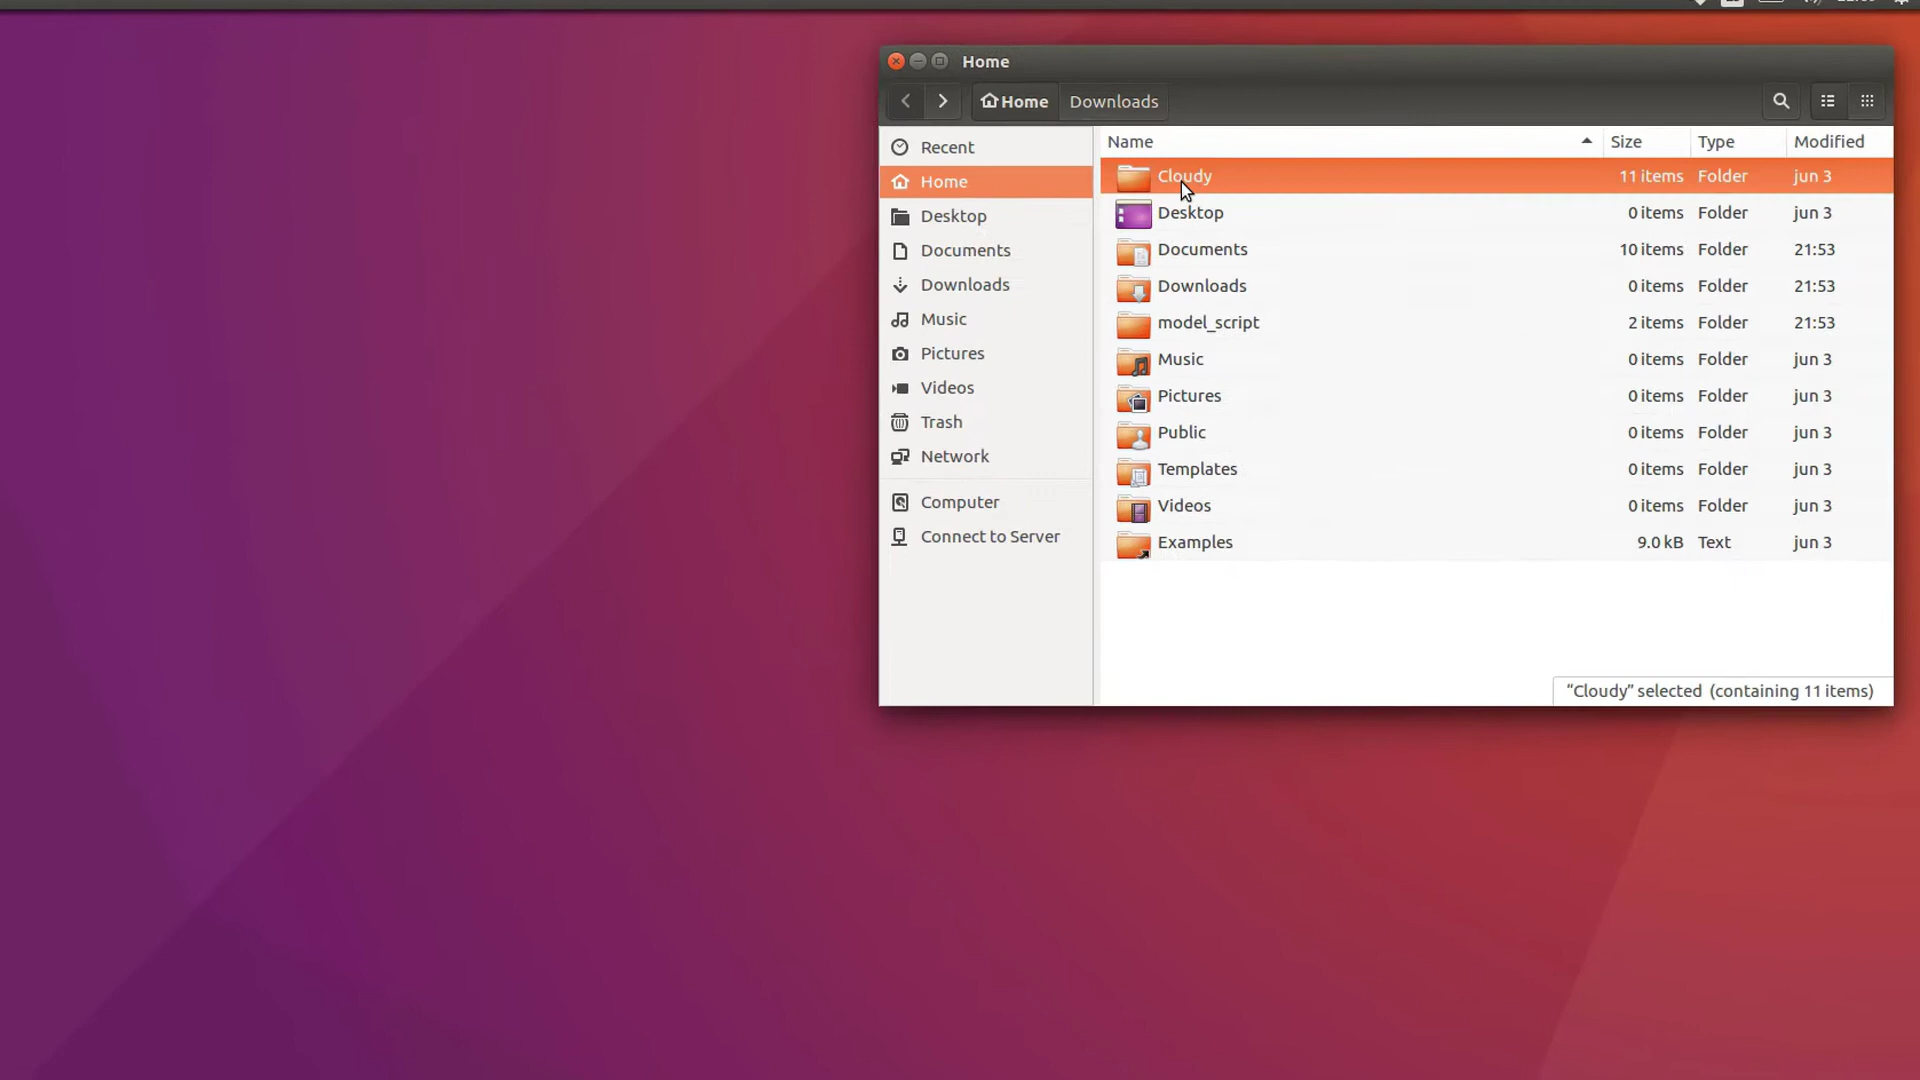 Home
Home Downloads
Recent
Home
Desktop
Documents
Downloads
Music
Pictures
Videos
Trash
Network
Computer
Connect to Server
Name Size Type Modified
Cloudy 11 items Folder jun 3
Desktop 0 items Folder jun 3
Documents 10 items Folder 21:53
Downloads 0 items Folder 21:53
model_script 2 items Folder 21:53
Music 0 items Folder jun 3
Pictures 0 items Folder jun 3
Public 0 items Folder jun 3
Templates 0 items Folder jun 3
Videos 0 items Folder jun 3
Examples 9.0 kB Text jun 3
“Cloudy” selected (containing 11 items)